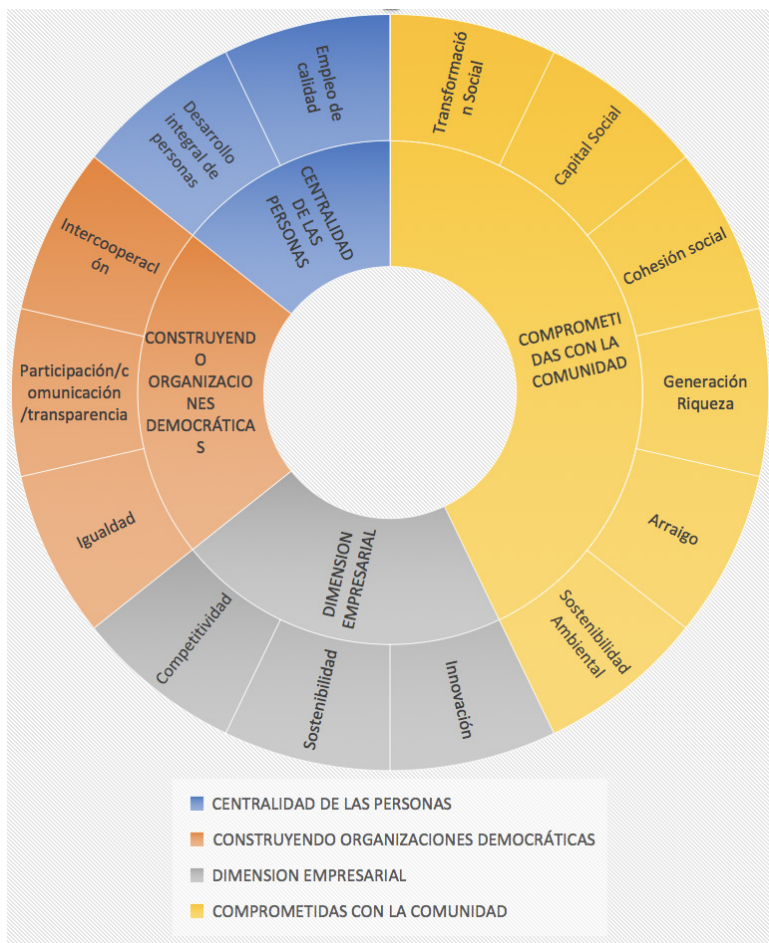 Empleo de
calidad
Desarrollo
integral de
personas
CENTRALIDAD
DE LAS
PERSONAS
Transformació
n Social
Capital Social
Cohesión social
Generación
Riqueza
Arraigo
Sostenibilidad
Ambiental
COMPROMETI
DAS CON LA
COMUNIDAD
Intercooperaci
ón
Participación/c
omunicación
/transparencia
Igualdad
CONSTRUYEND
O
ORGANIZACIO
NES
DEMOCRÁTICA
S
DIMENSION
EMPRESARIAL
Competitividad
Sostenibilidad
Innovación
CENTRALIDAD DE LAS PERSONAS
CONSTRUYENDO ORGANIZACIONES DEMOCRÁTICAS
DIMENSION EMPRESARIAL
COMPROMETIDAS CON LA COMUNIDAD